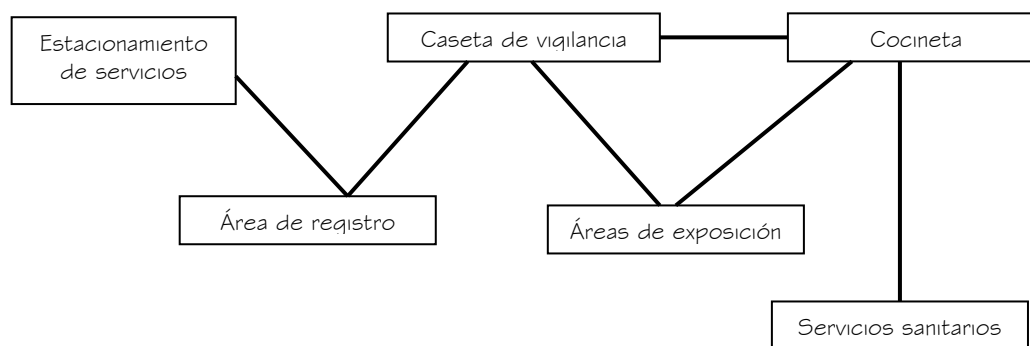 Estacionamiento
de servicios
Caseta de vigilancia
Cocineta
Área de registro
Áreas de exposición
Servicios sanitarios